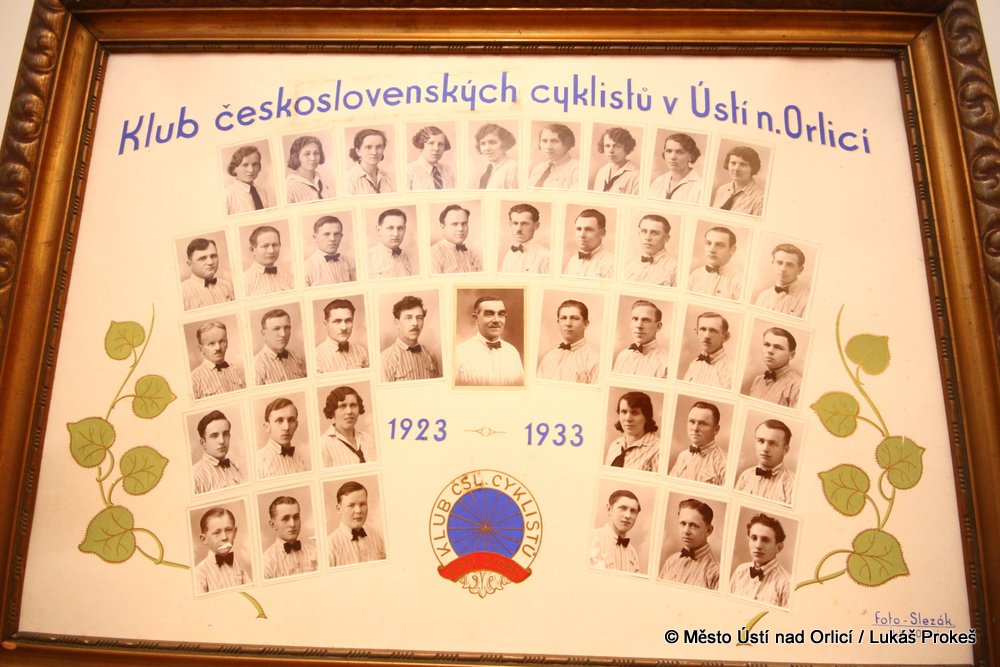 Klub československých cyklistů v Ústí n. Orlicí
1923 - 1933
KLUB ČSL. CYKLISTŮ
Foto-Slezák
© Město Ústí nad Orlicí / Lukáš Prokeš